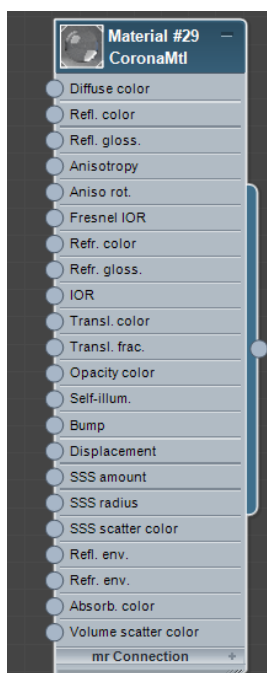 Material #29
CoronaMtl
Diffuse color
Refl. color
Refl. gloss.
Anisotropy
Aniso rot.
Fresnel IOR
Refr. color
Refr. gloss.
IOR
Transl. color
Transl. frac.
Opacity color
Self-illum.
Bump
Displacement
SSS amount
SSS radius
SSS scatter color
Refl. env.
Refr. env.
Absorb. color
Volume scatter color
mr Connection